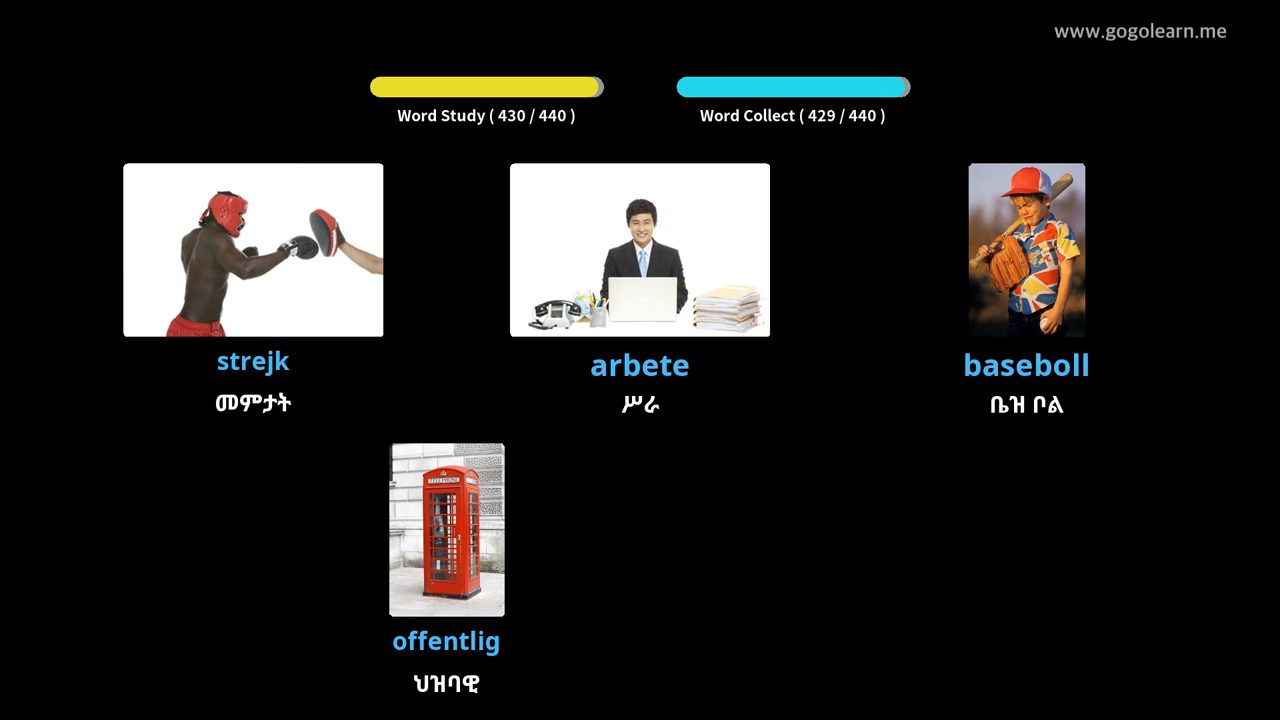 www.gogolearn.me
Word Study ( 430 / 440 )
Word Collect ( 429 / 440 )
strejk
መምታት
arbete
ሥራ
baseboll
ቤዝ ቦል
TELEPHONE
offentlig
ህዝባዊ